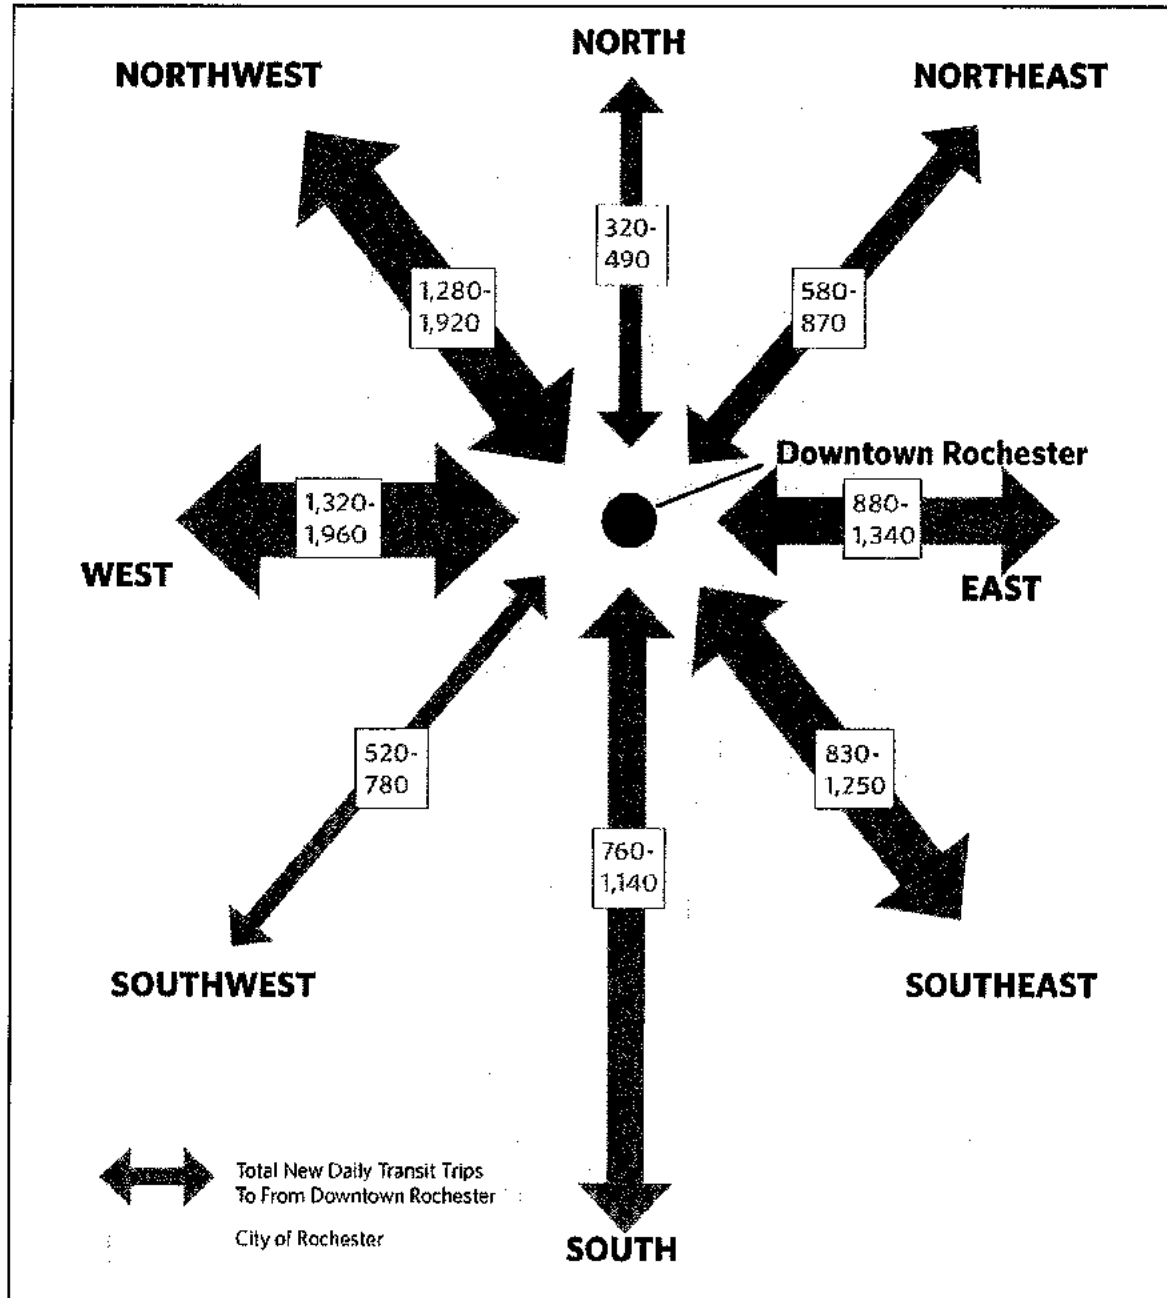 NORTH
NORTHWEST
NORTHEAST
320-
490
1,280-
1,920
580-
870
Downtown Rochester
1,320-
1,960
880-
1,340
WEST
EAST
520-
780
830-
1,250
760-
1,140
SOUTHWEST
SOUTHEAST
Total New Daily Transit Trips
To From Downtown Rochester
City of Rochester
SOUTH